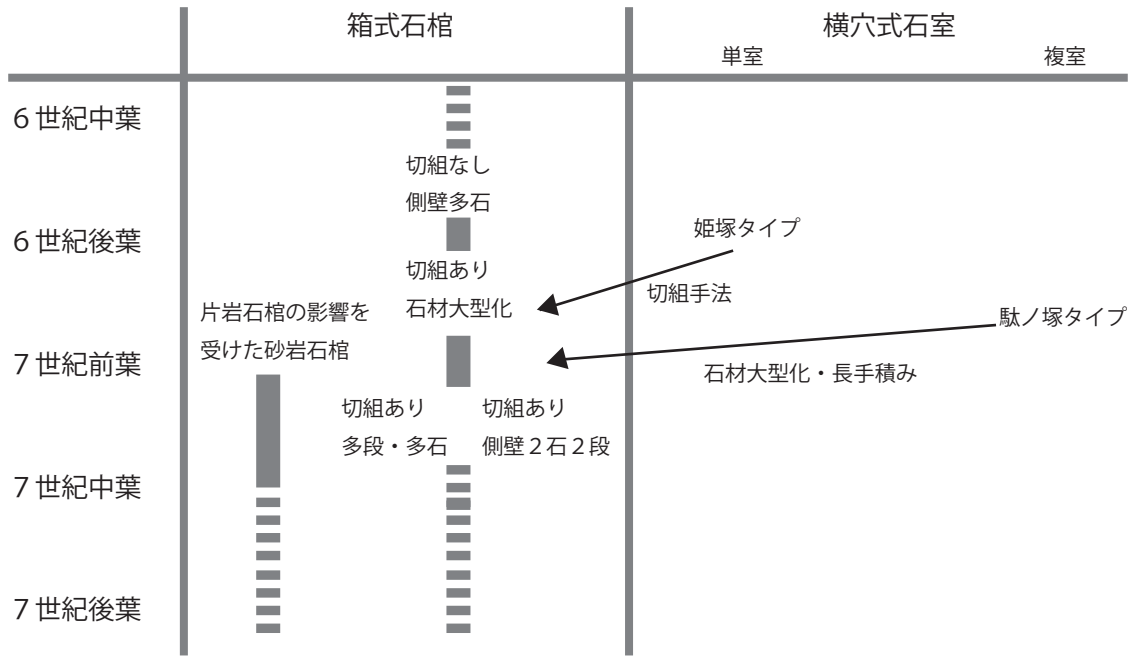 箱式石棺
横穴式石室
単室
複室
6世紀中葉
切組なし
側壁多石
6世紀後葉
姫塚タイプ
切組あり
石材大型化
切組手法
片岩石棺の影響を
受けた砂岩石棺
駄ノ塚タイプ
7世紀前葉
石材大型化・長手積み
切組あり
多段・多石
切組あり
側壁2石2段
7世紀中葉
7世紀後葉